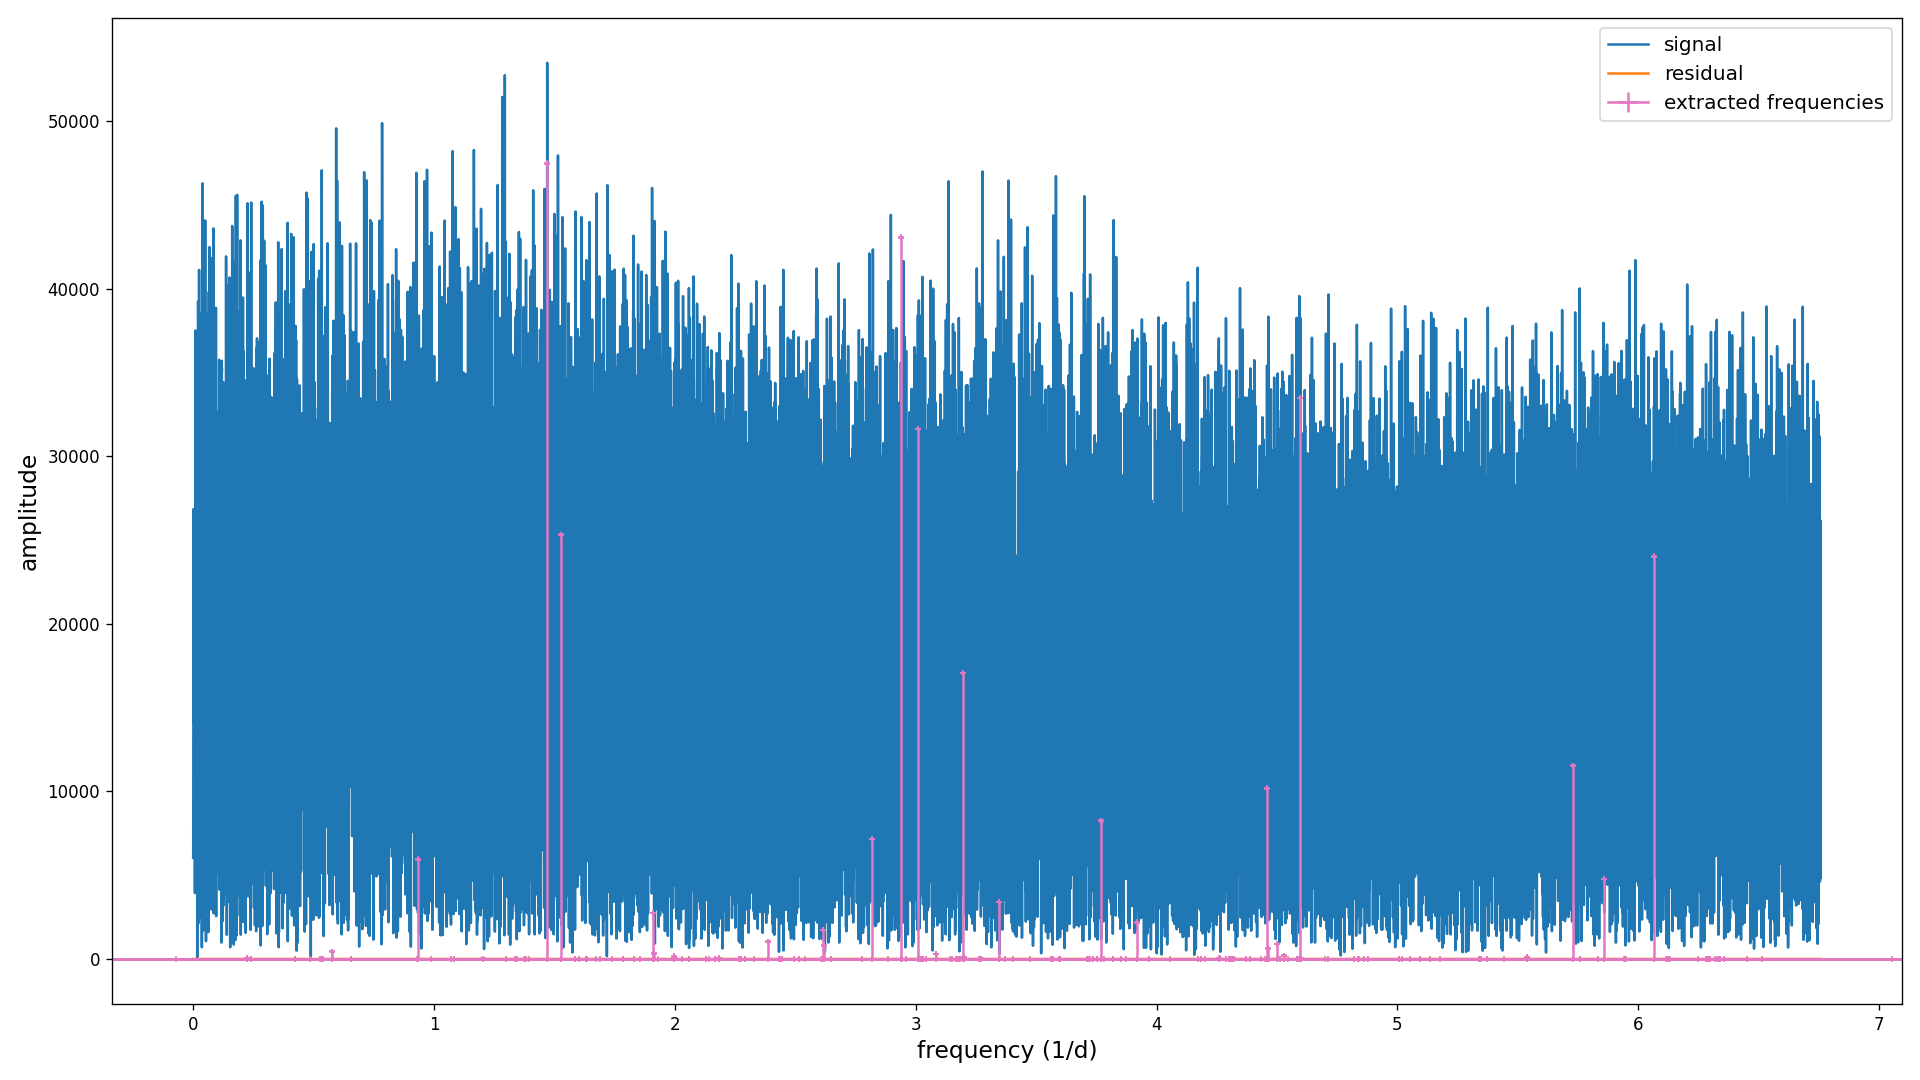 signal
residual
extracted frequencies
50000
40000
30000
20000
10000
0
amplitude
0 1 2 3 4 5 6 7
frequency (1/d)